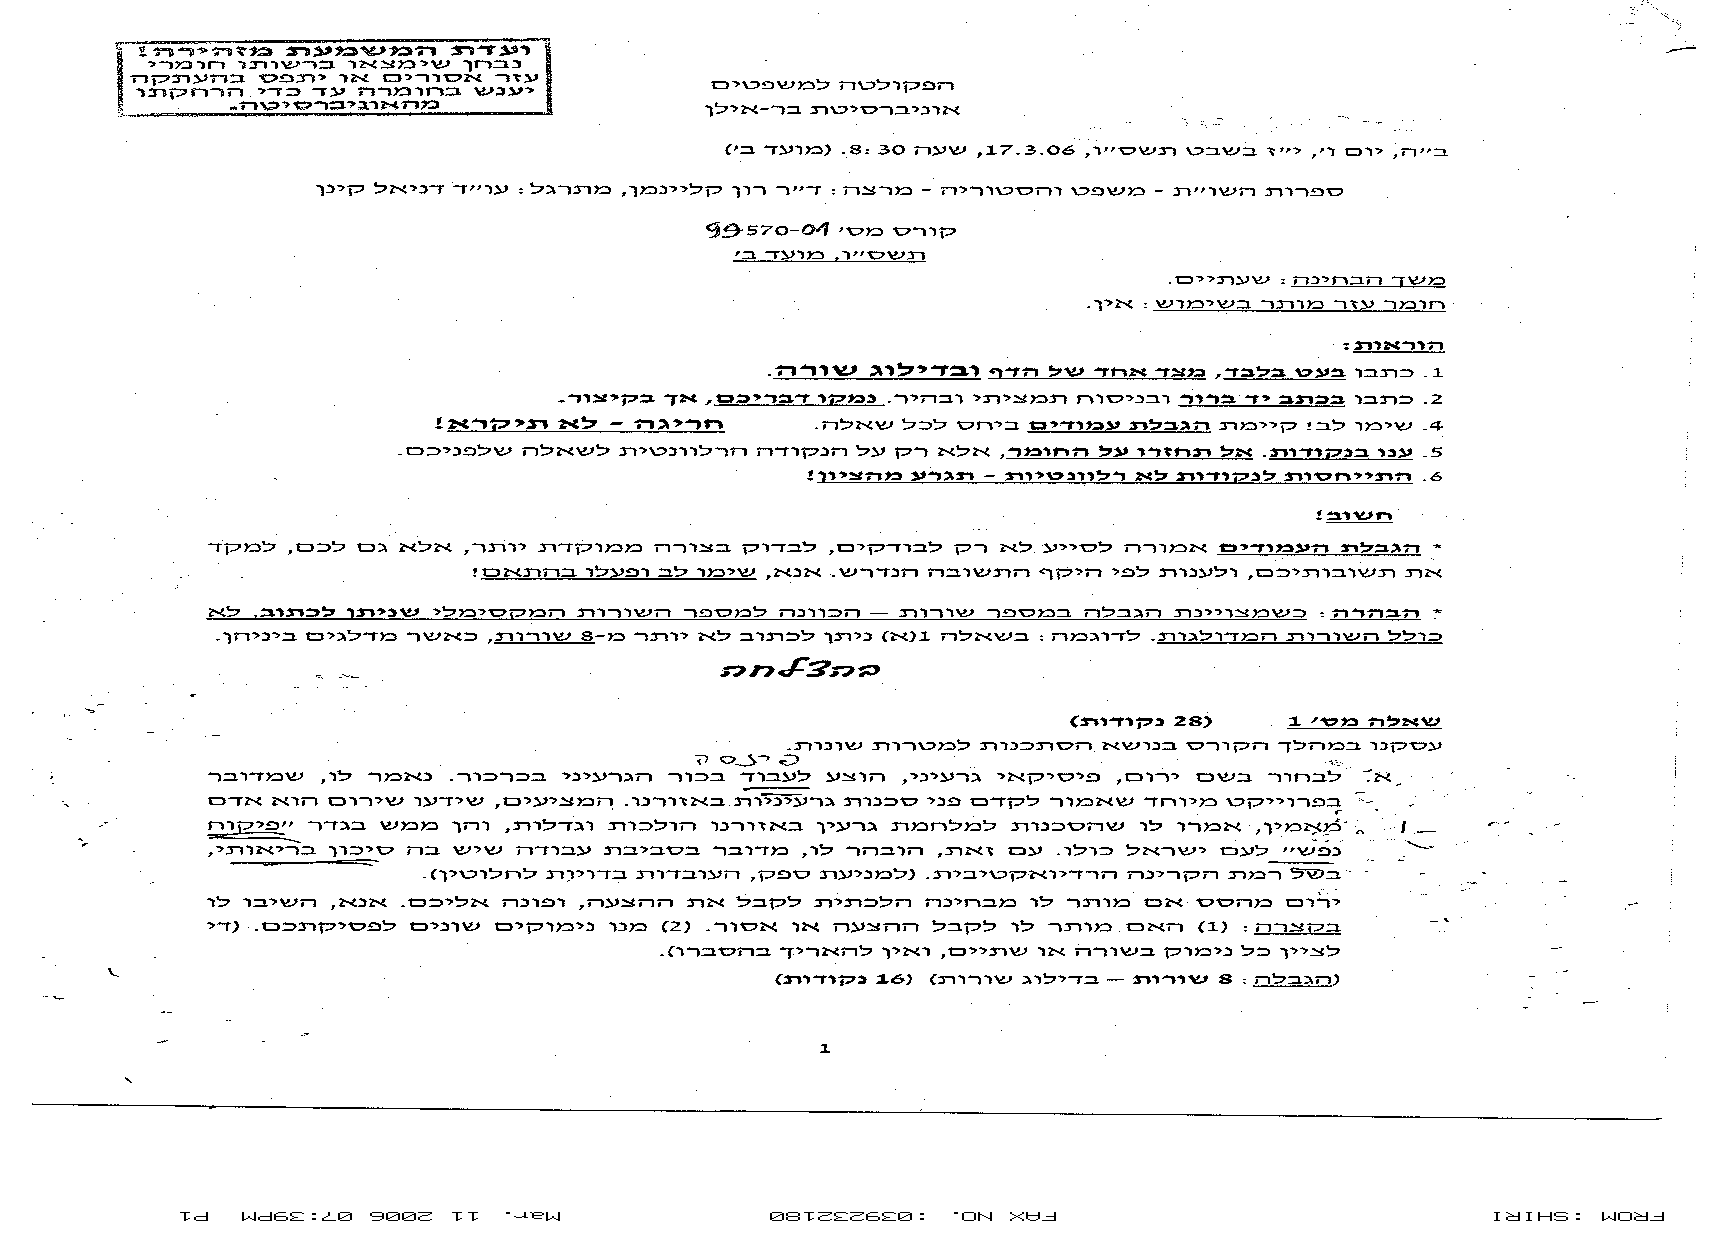 ועדת המשמעת מזהירה!
נבחן שימצאו ברשותו חומרי
עזר אסורים או יתפס בהעתקה
יענש בחומרה עד כדי הרחקתו
מהאוניברסיטה.
הפקולטה למשפטים
אוניברסיטת בר-אילן
ב״ה, יום ו׳, י״ז בשבט תשס״ו, 17.3.06, שעה 8:30. (מועד ב׳)
ספרות השו״ת - משפט והסטוריה - מרצה: ד״ר רון קליינמן, מתרגל: עו״ד דניאל קינן
קורס מס׳ 99-570-01
תשס״ו, מועד ב׳
משך הבחינה: שעתיים.
חומר עזר מותר בשימוש: אין.
הוראות:
1. כתבו בעט בלבד, מצד אחד של הדף ובדילוג שורה.
2. כתבו בכתב יד ברור ובניסוח תמציתי ובהיר. נמקו דבריכם, אך בקיצור.
4. שימו לב! קיימת הגבלת עמודים ביחס לכל שאלה. חריגה - לא תיקרא!
5. ענו בנקודות. אל תחזרו על החומר, אלא רק על הנקודה הרלוונטית לשאלה שלפניכם.
6. התייחסות לנקודות לא רלוונטיות - תגרע מהציון!
חשוב!
* הגבלת העמודים אמורה לסייע לא רק לבודקים, לבדוק בצורה ממוקדת יותר, אלא גם לכם, למקד
את תשובותיכם, ולענות לפי היקף התשובה הנדרש. אנא, שימו לב ופעלו בהתאם!
* הבהרה: כשמצויינת הגבלה במספר שורות – הכוונה למספר השורות המקסימלי שניתן לכתוב, לא
כולל השורות המדולגות. לדוגמה: בשאלה 1(א) ניתן לכתוב לא יותר מ-8 שורות, כאשר מדלגים ביניהן.
בהצלחה
שאלה מס׳ 1 (28 נקודות)
עסקנו במהלך הקורס בנושא הסתכנות למטרות שונות.
פרנסה
א. לבחור בשם ירום, פיסיקאי גרעיני, הוצע לעבוד בכור הגרעיני בכרכור. נאמר לו, שמדובר
בפרוייקט מיוחד שאמור לקדם פני סכנות גרעיניות באזורנו. המציעים, שידעו שירום הוא אדם
מאמין, אמרו לו שהסכנות למלחמת גרעין באזורנו הולכות וגדלות, והן ממש בגדר ״פיקוח
נפש״ לעם ישראל כולו. עם זאת, הובהר לו, מדובר בסביבת עבודה שיש בה סיכון בריאותי,
בשל רמת הקרינה הרדיואקטיבית. (למניעת ספק, העובדות בדויות לחלוטין).
ירום מהסס אם מותר לו מבחינה הלכתית לקבל את ההצעה, ופונה אליכם. אנא, השיבו לו
בקצרה: (1) האם מותר לו לקבל ההצעה או אסור. (2) מנו נימוקים שונים לפסיקתכם. (די
לציין כל נימוק בשורה או שתיים, ואין להאריך בהסברו).
(הגבלה: 8 שורות – בדילוג שורות) (16 נקודות)
1
FROM :SHIRI FAX NO. :039232180 Mar. 11 2006 07:39PM P1